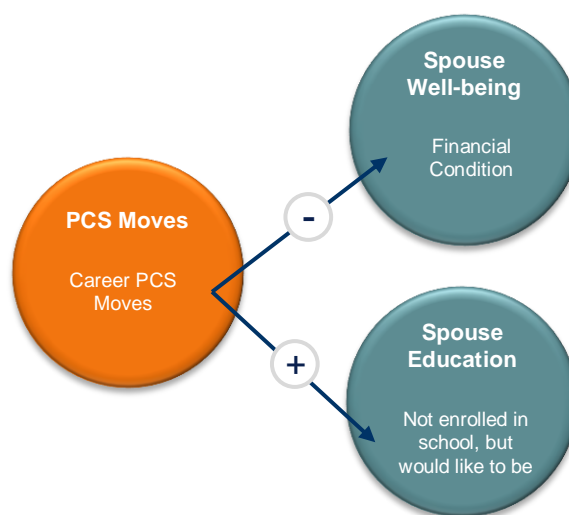 Spouse
Well-being
Financial
Condition
PCS Moves
Career PCS
Moves
-
+
Spouse
Education
Not enrolled in
school, but
would like to be